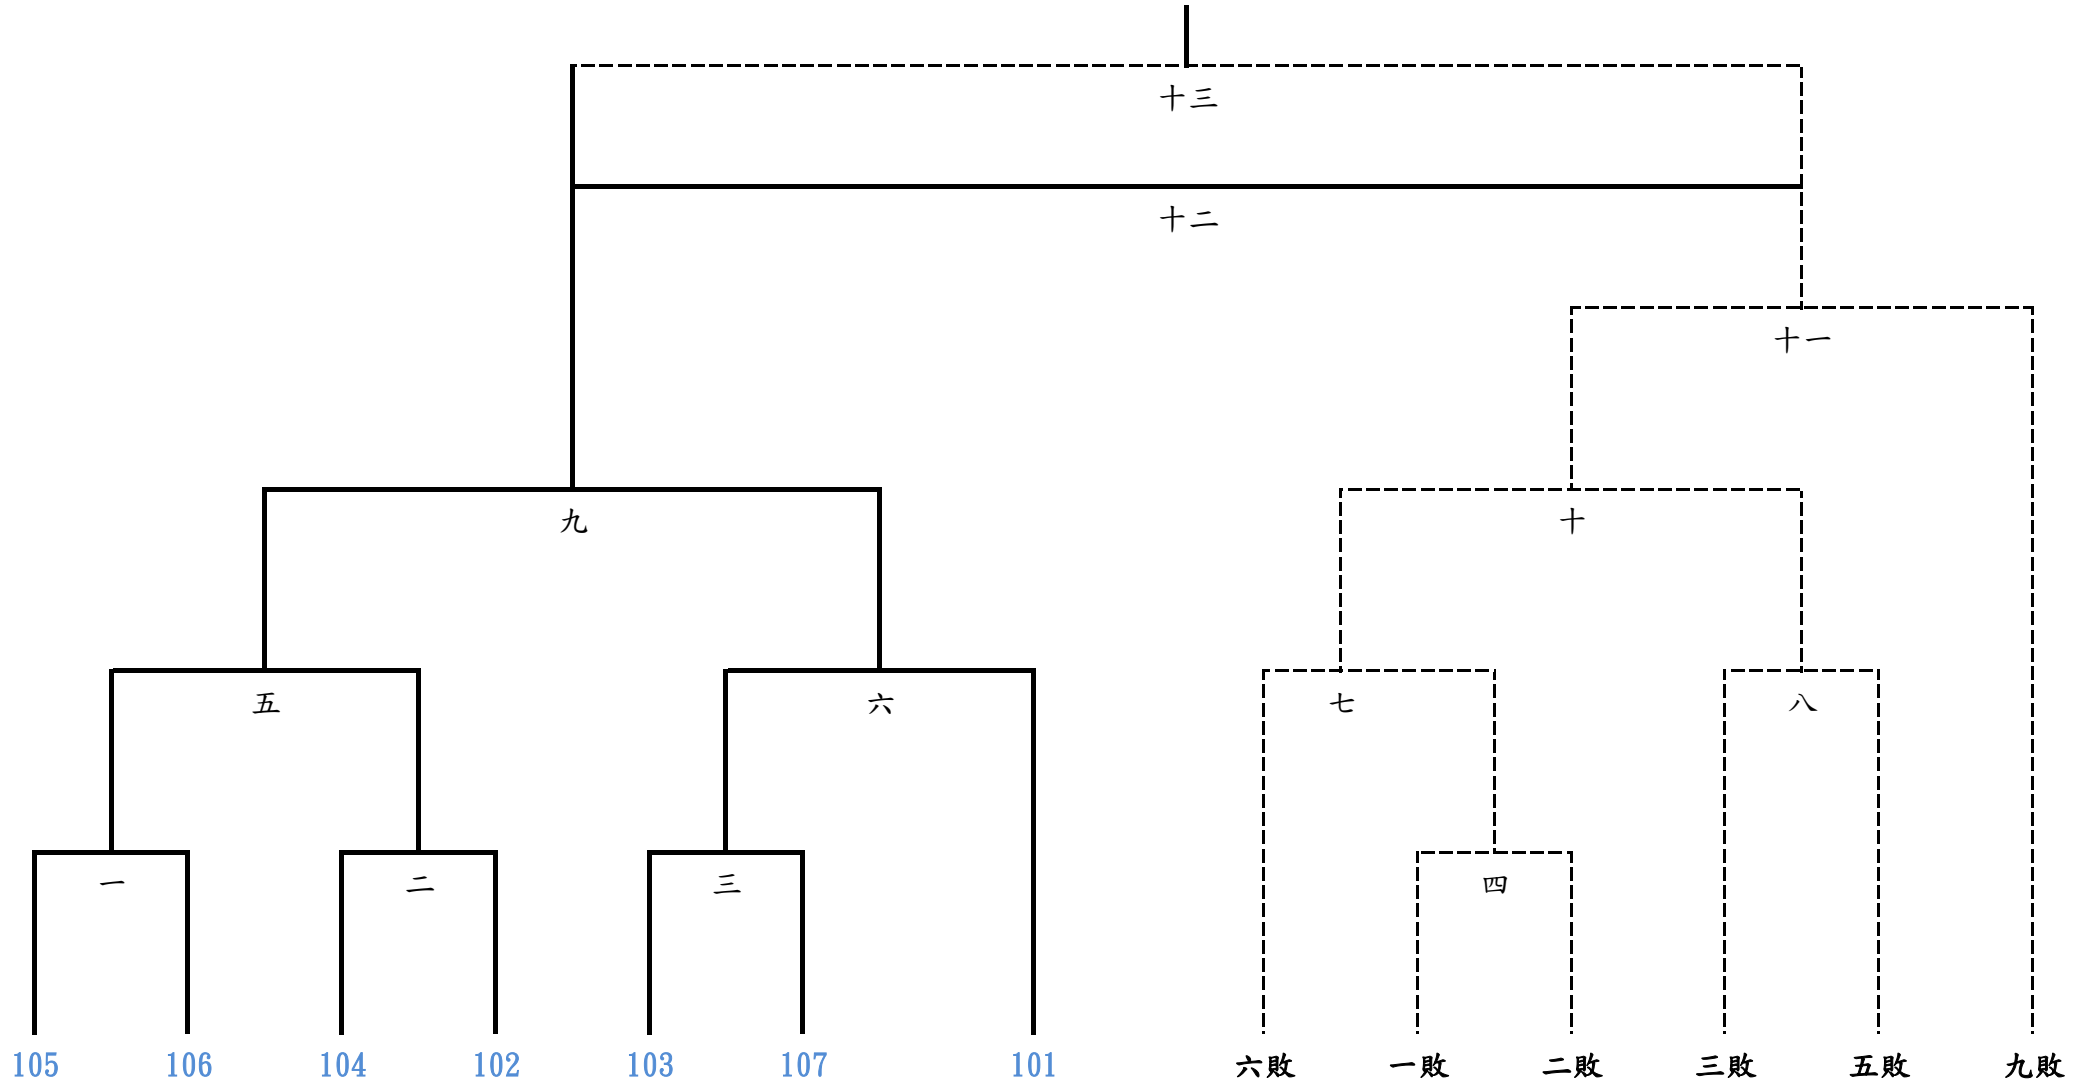 十三
十二
十一
九
十
五
六
七
八
一
二
三
四
105 106 104 102 103 107 101 六敗 一敗 二敗 三敗 五敗 九敗